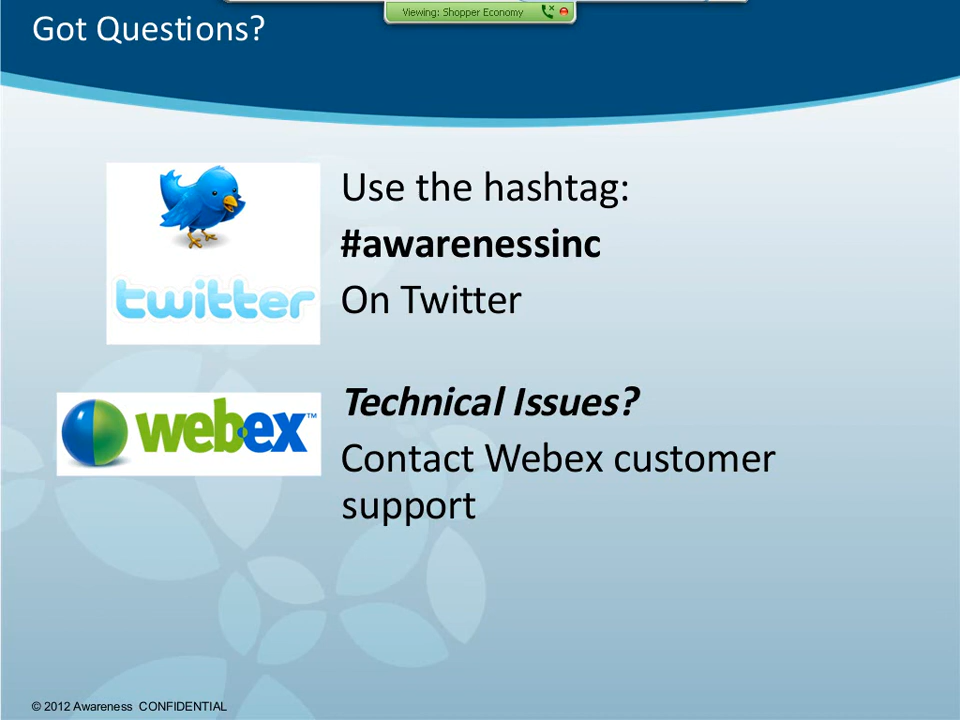 Viewing: Shopper Economy
Got Questions?
twitter
Use the hashtag:
#awarenessinc
On Twitter
webex™
Technical Issues?
Contact Webex customer
support
© 2012 Awareness CONFIDENTIAL